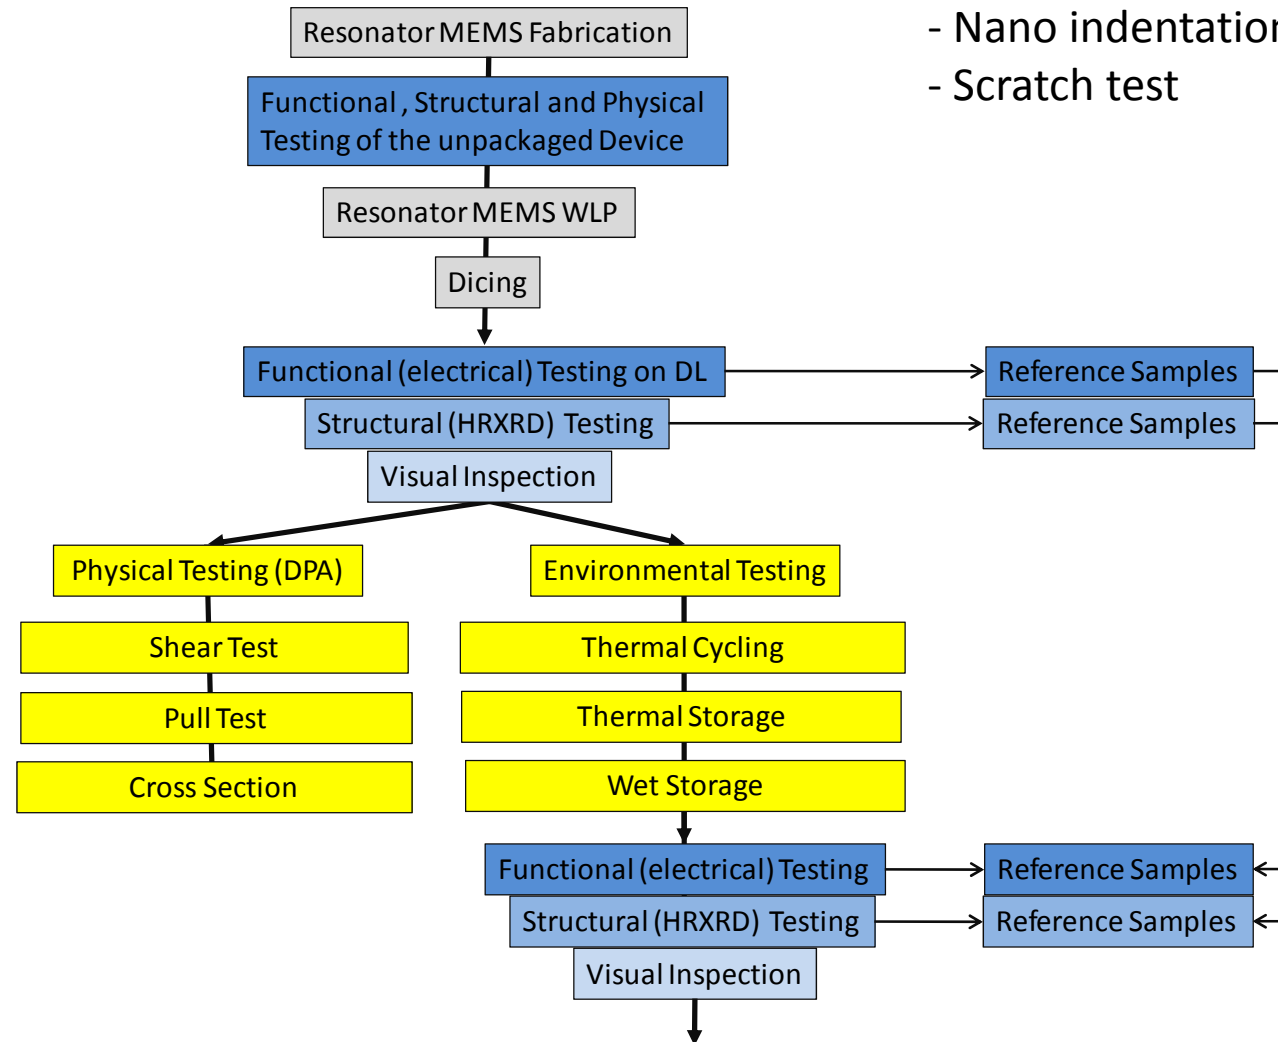 Resonator MEMS Fabrication
- Nano indentation
- Scratch test
Functional , Structural and Physical
Testing of the unpackaged Device
Resonator MEMS WLP
Dicing
Functional (electrical) Testing on DL
Reference Samples
Structural (HRXRD) Testing
Reference Samples
Visual Inspection
Physical Testing (DPA)
Environmental Testing
Shear Test
Thermal Cycling
Pull Test
Thermal Storage
Cross Section
Wet Storage
Functional (electrical) Testing
Reference Samples
Structural (HRXRD) Testing
Reference Samples
Visual Inspection